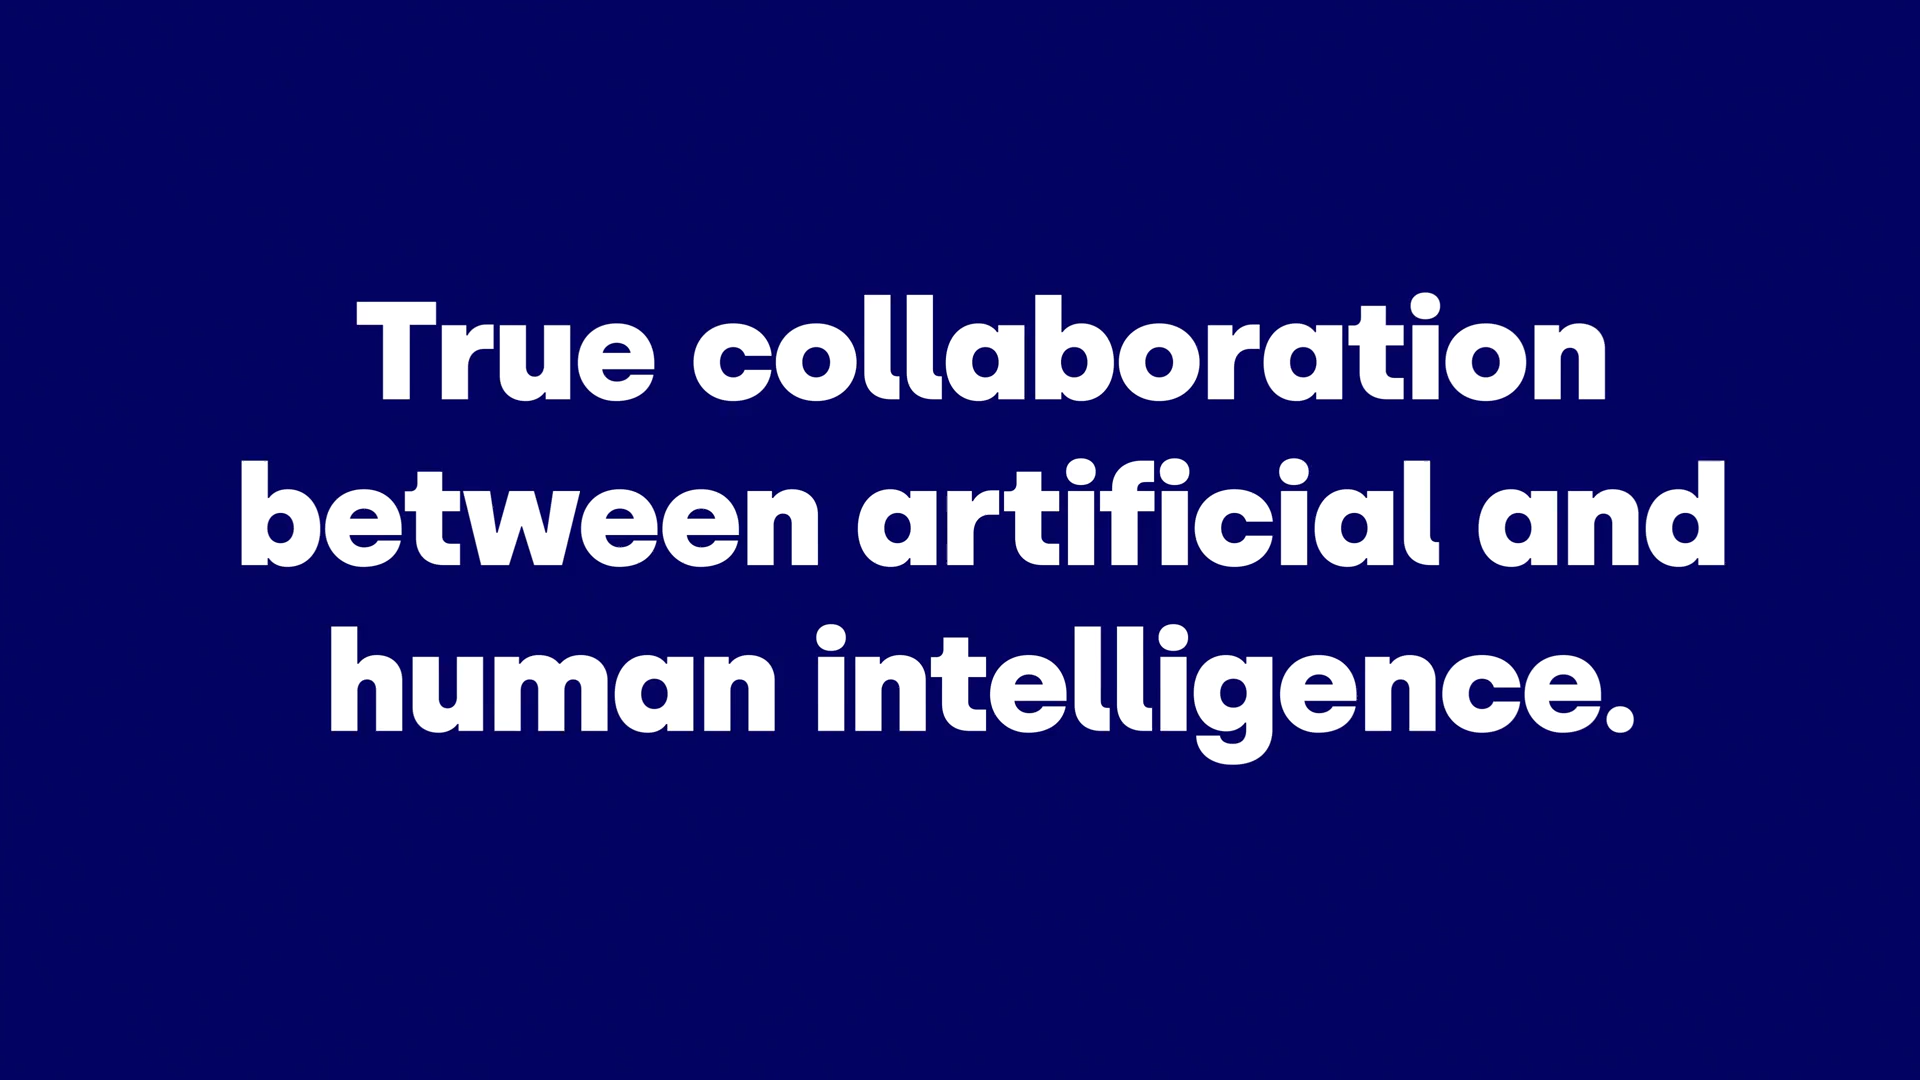 True collaboration
between artificial and
human intelligence.